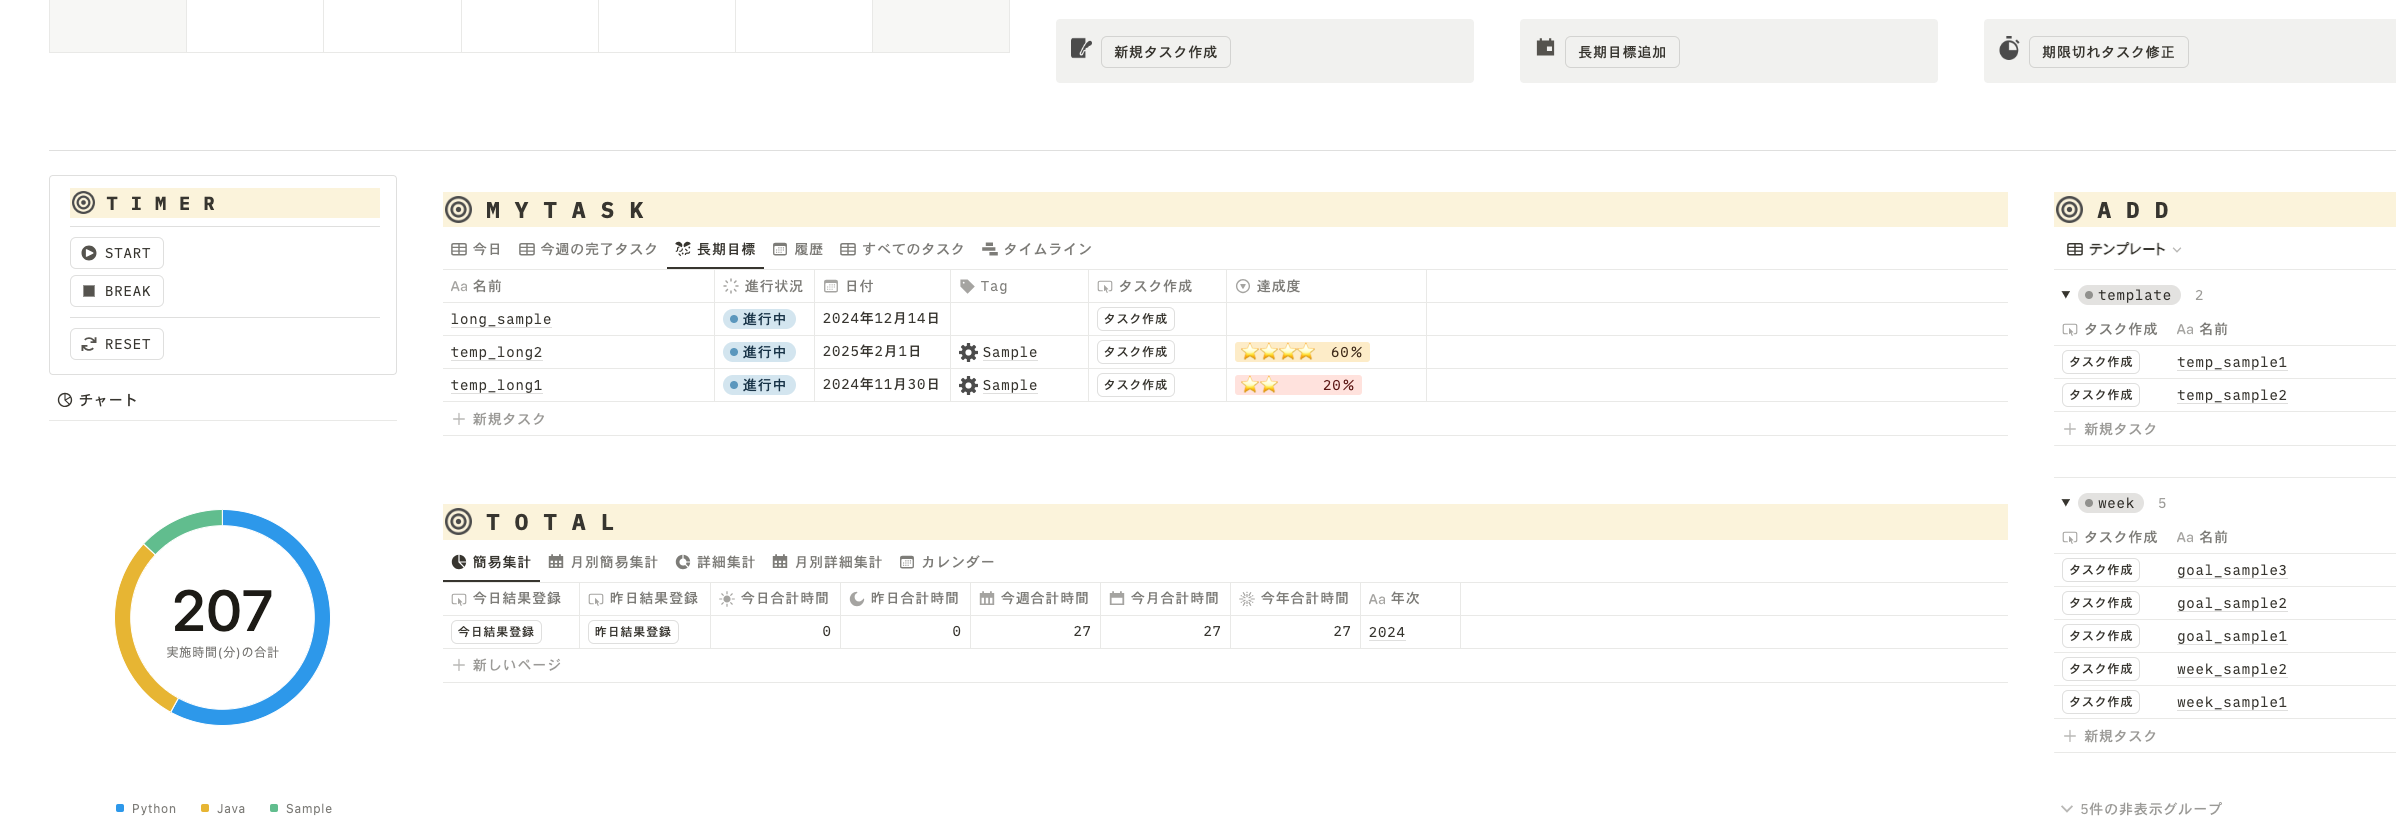 新規タスク作成
長期目標追加
期限切れタスク修正
TIMER
START
BREAK
RESET
チャート
207
実施時間(分)の合計
Python Java Sample
MYTASK
今日 今週の完了タスク 長期目標 履歴 すべてのタスク タイムライン
Aa 名前 進行状況 日付 Tag タスク作成 達成度
long_sample 進行中 2024年12月14日 タスク作成
temp_long2 進行中 2025年2月1日 Sample タスク作成 ⭐⭐⭐⭐ 60%
temp_long1 進行中 2024年11月30日 Sample タスク作成 ⭐⭐ 20%
+ 新規タスク
TOTAL
簡易集計 月別簡易集計 詳細集計 月別詳細集計 カレンダー
今日結果登録 昨日結果登録 今日合計時間 昨日合計時間 今週合計時間 今月合計時間 今年合計時間 Aa 年次
今日結果登録 昨日結果登録 0 0 27 27 27 2024
+ 新しいページ
ADD
テンプレート
template 2
タスク作成 Aa 名前
タスク作成 temp_sample1
タスク作成 temp_sample2
+ 新規タスク
week 5
タスク作成 Aa 名前
タスク作成 goal_sample3
タスク作成 goal_sample2
タスク作成 goal_sample1
タスク作成 week_sample2
タスク作成 week_sample1
+ 新規タスク
5件の非表示グループ